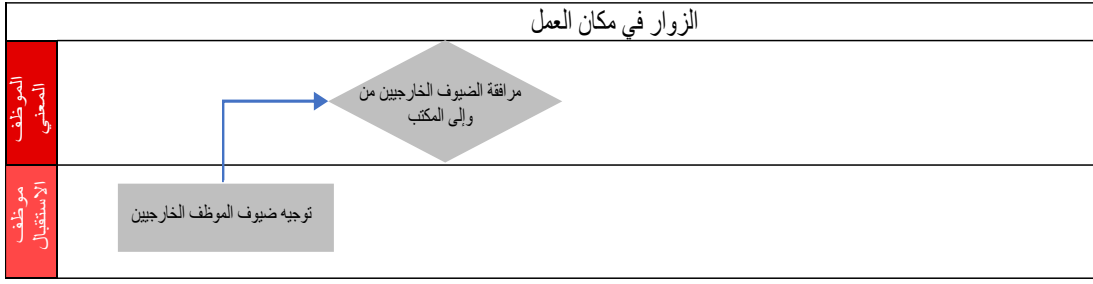 الزوار في مكان العمل
الموظف
المعني
مرافقة الضيوف الخارجيين من
وإلى المكتب
موظف
الاستقبال
توجيه ضيوف الموظف الخارجيين